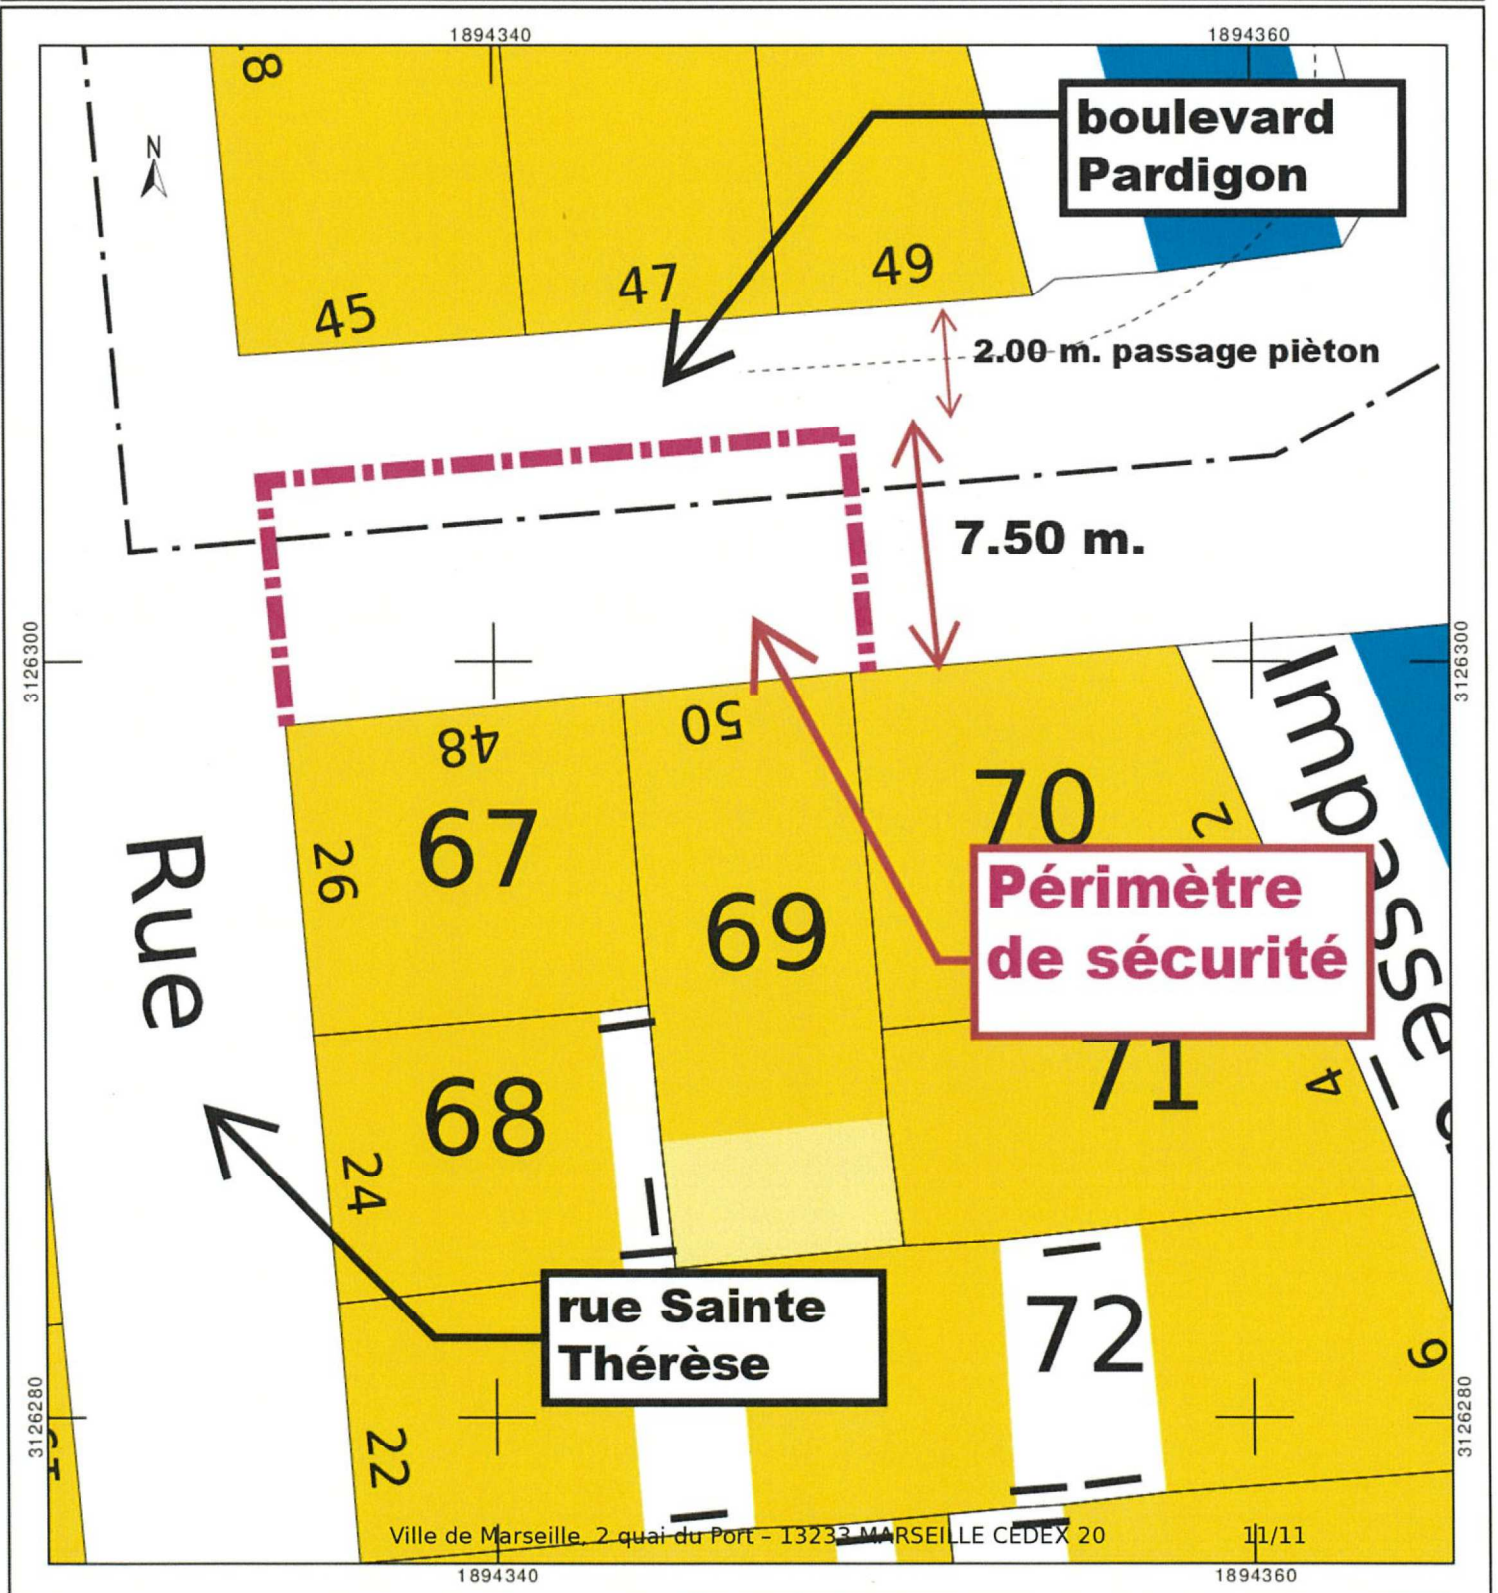 1894340
1894360
8
N
boulevard
Pardigon
45
47
49
2.00 m. passage pièton
7.50 m.
3126300
3126300
48
50
67
26
69
70
2
Impasse
Rue
Périmètre
de sécurité
68
24
71
4
rue Sainte
Thérèse
72
6
22
3126280
3126280
Ville de Marseille, 2 quai du Port – 13233 MARSEILLE CEDEX 20
11/11
1894340
1894360